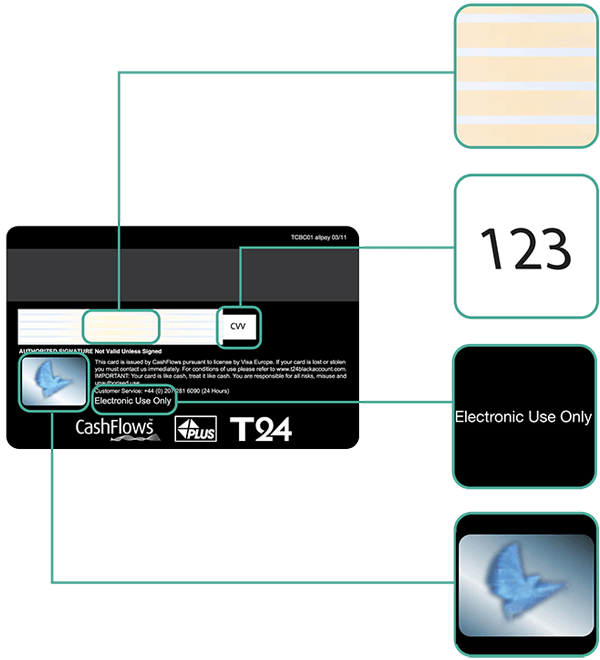 TCBC01 allpay 03/11
123
CVV
AUTHORIZED SIGNATURE Not Valid Unless Signed
This card is issued by CashFlows pursuant to license by Visa Europe. If your card is lost or stolen
you must contact us immediately. For conditions of use please refer to www.t24blackaccount.com.
IMPORTANT: Your card is like cash, treat it like cash. You are responsible for all risks, misuse and
unauthorised use.
Customer Service: +44 (0) 207 281 6090 (24 Hours)
Electronic Use Only
Electronic Use Only
CashFlows™
PLUS
T24